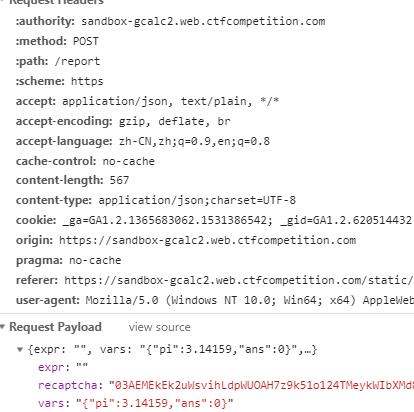 Request Headers
:authority: sandbox-gcalc2.web.ctfcompetition.com
:method: POST
:path: /report
:scheme: https
accept: application/json, text/plain, */*
accept-encoding: gzip, deflate, br
accept-language: zh-CN,zh;q=0.9,en;q=0.8
cache-control: no-cache
content-length: 567
content-type: application/json;charset=UTF-8
cookie: _ga=GA1.2.1365683062.1531386542; _gid=GA1.2.620514432
origin: https://sandbox-gcalc2.web.ctfcompetition.com
pragma: no-cache
referer: https://sandbox-gcalc2.web.ctfcompetition.com/static/
user-agent: Mozilla/5.0 (Windows NT 10.0; Win64; x64) AppleWeb
Request Payload view source
{expr: "", vars: "{"pi":3.14159,"ans":0}",…}
expr: ""
recaptcha: "03AEMEkEk2uWsvihLdpWUOAH7z9k51o124TMeykWIbXMd
vars: "{"pi":3.14159,"ans":0}"